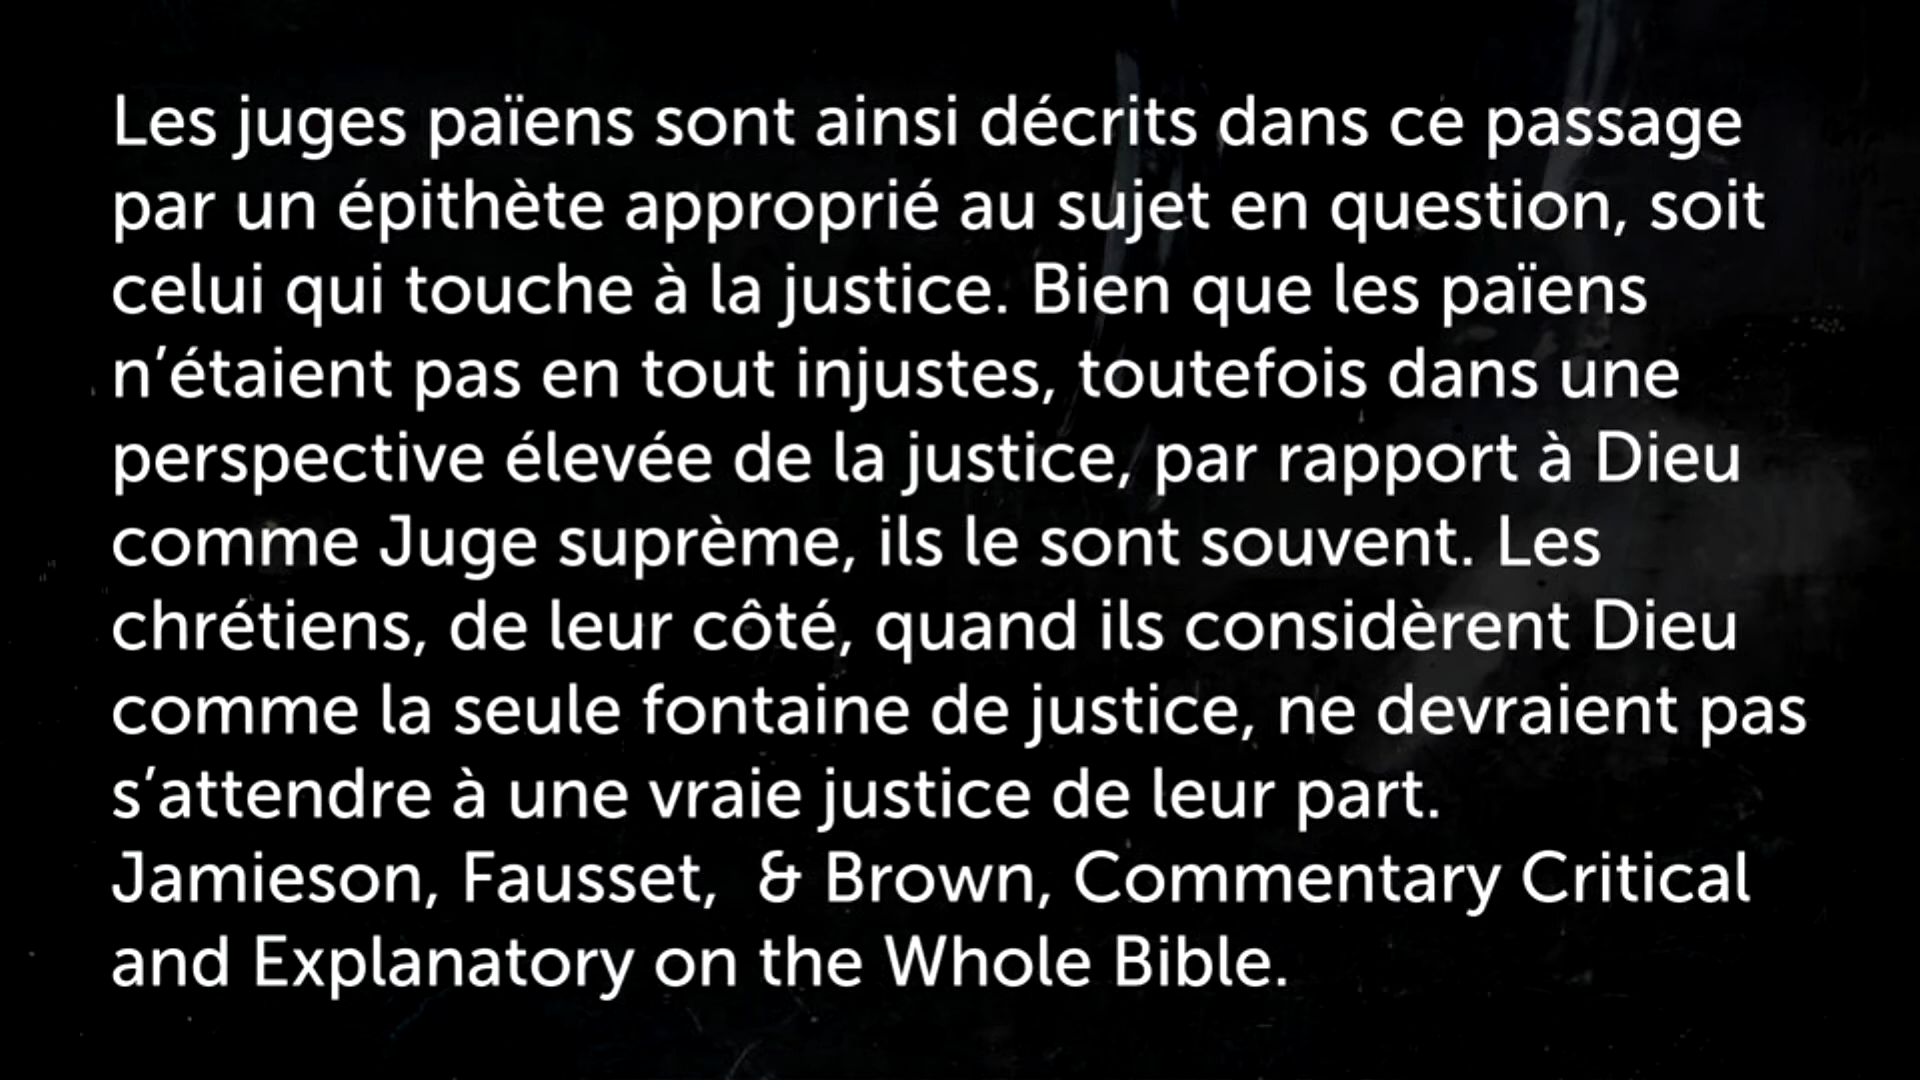 Les juges païens sont ainsi décrits dans ce passage
par un épithète approprié au sujet en question, soit
celui qui touche à la justice. Bien que les païens
n’étaient pas en tout injustes, toutefois dans une
perspective élevée de la justice, par rapport à Dieu
comme Juge suprème, ils le sont souvent. Les
chrétiens, de leur côté, quand ils considèrent Dieu
comme la seule fontaine de justice, ne devraient pas
s’attendre à une vraie justice de leur part.
Jamieson, Fausset,  & Brown, Commentary Critical
and Explanatory on the Whole Bible.